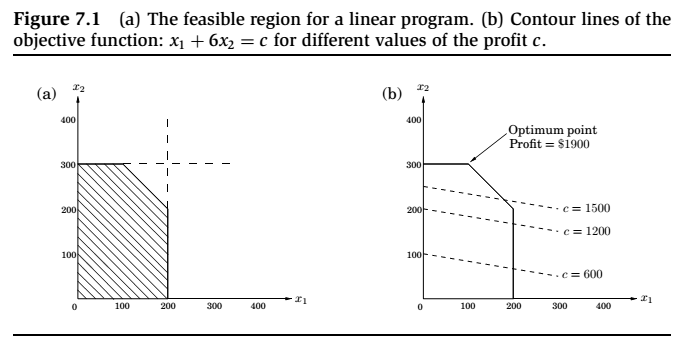 Figure 7.1 (a) The feasible region for a linear program. (b) Contour lines of the
objective function: x₁ + 6x₂ = c for different values of the profit c.
(a)
x₂
400
300
200
100
0
100
200
300
400
x₁
(b)
x₂
400
300
200
100
0
100
200
300
400
x₁
Optimum point
Profit = $1900
c = 1500
c = 1200
c = 600